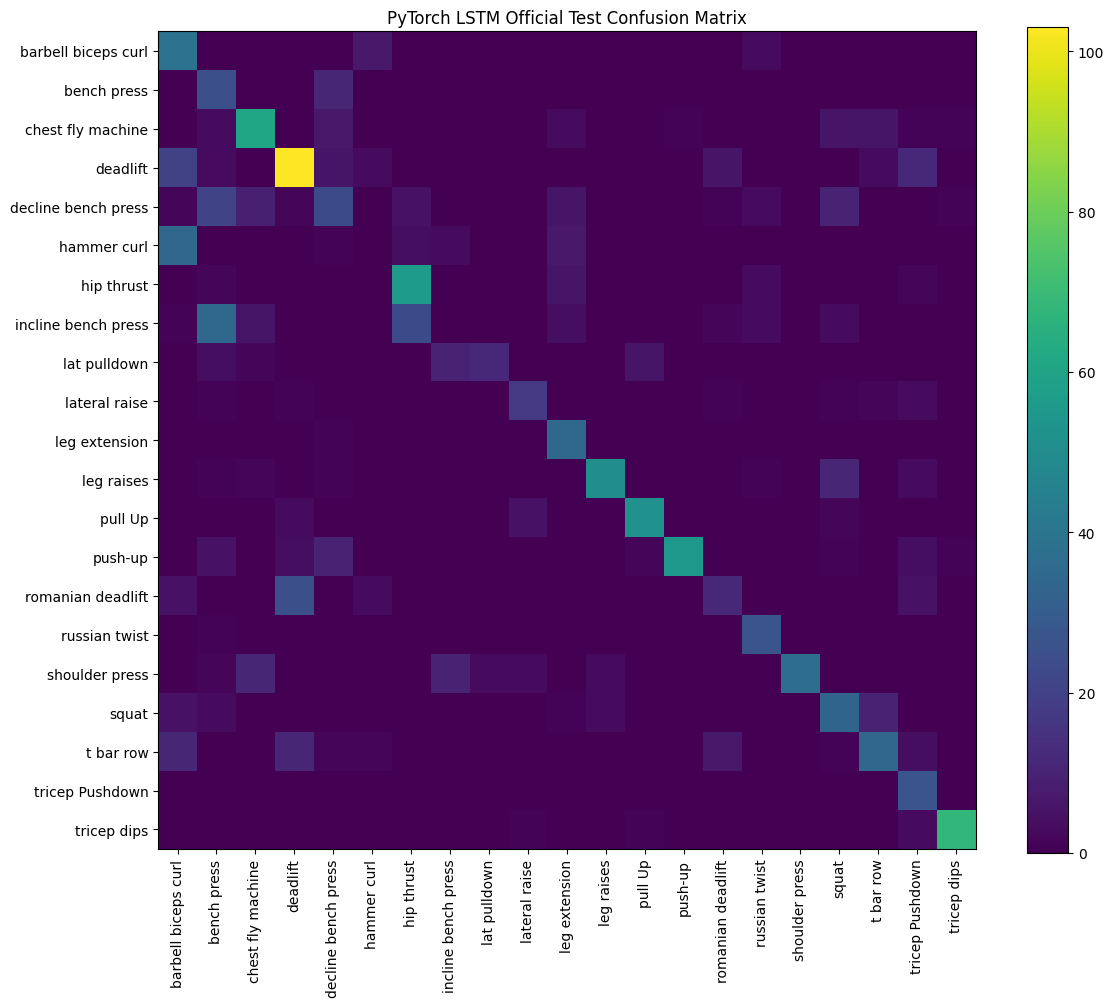 PyTorch LSTM Official Test Confusion Matrix
barbell biceps curl
bench press
chest fly machine
deadlift
decline bench press
hammer curl
hip thrust
incline bench press
lat pulldown
lateral raise
leg extension
leg raises
pull Up
push-up
romanian deadlift
russian twist
shoulder press
squat
t bar row
tricep Pushdown
tricep dips
barbell biceps curl
bench press
chest fly machine
deadlift
decline bench press
hammer curl
hip thrust
incline bench press
lat pulldown
lateral raise
leg extension
leg raises
pull Up
push-up
romanian deadlift
russian twist
shoulder press
squat
t bar row
tricep Pushdown
tricep dips
100
80
60
40
20
0